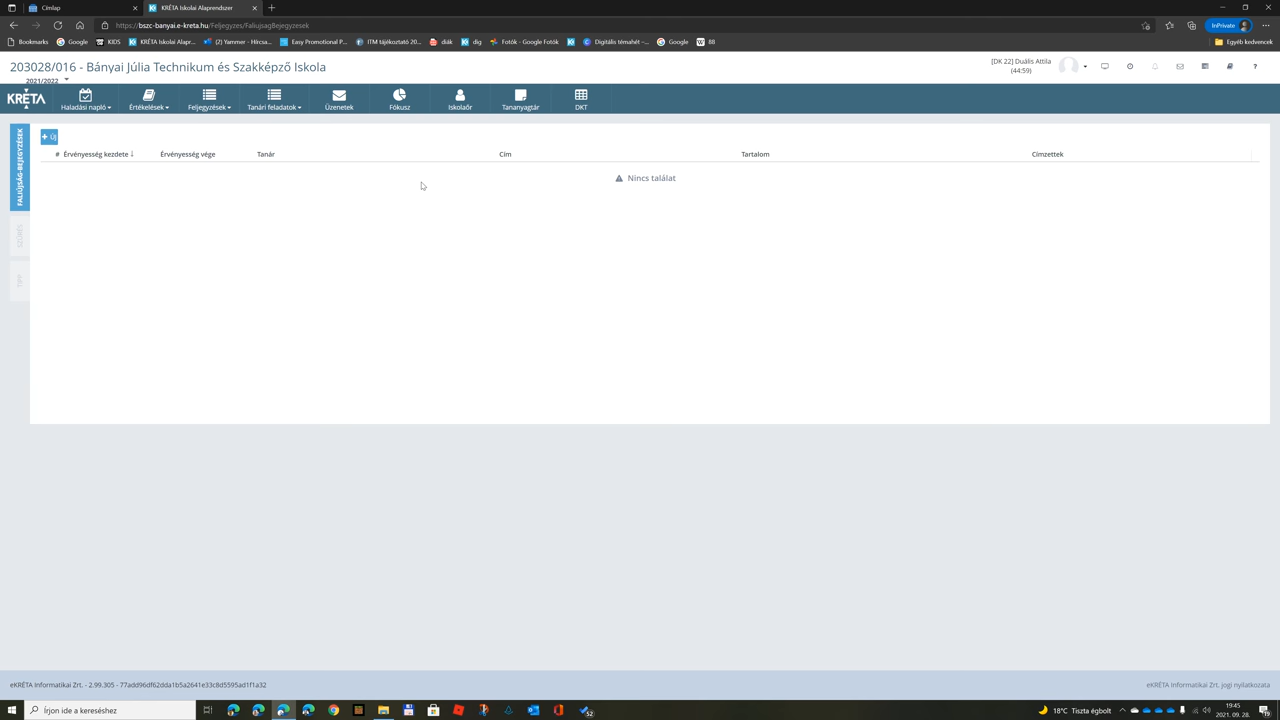 Címlap
KRÉTA Iskolai Alaprendszer
https://bszc-banyai.e-kreta.hu/Feljegyzes/FaliujsagBejegyzesek
InPrivate
Bookmarks
Google
KIDS
KRÉTA Iskolai Alapr...
(2) Yammer - Hírcsa...
Easy Promotional P...
ITM tájékoztató 20...
diák
dig
Fotók - Google Fotók
Digitális témahét –...
Google
8B
Egyéb kedvencek
203028/016 - Bányai Júlia Technikum és Szakképző Iskola
2021/2022
[DK 22] Duális Attila
(44:59)
KRÉTA
Haladási napló
Értékelések
Feljegyzések
Tanári feladatok
Üzenetek
Fókusz
Iskolaőr
Tananyagtár
DKT
FALIÚJSÁG-BEJEGYZÉSEK
SZŰRÉS
TIPP
+ Új
# Érvényesség kezdete ↓ Érvényesség vége Tanár Cím Tartalom Címzettek
Nincs találat
eKRÉTA Informatikai Zrt. - 2.99.305 - 77add96df62dda1b5a2641e33c8d5595ad1f1a32
eKRÉTA Informatikai Zrt. jogi nyilatkozata
Írjon ide a kereséshez
52
18°C Tiszta égbolt
19:45
2021. 09. 28.